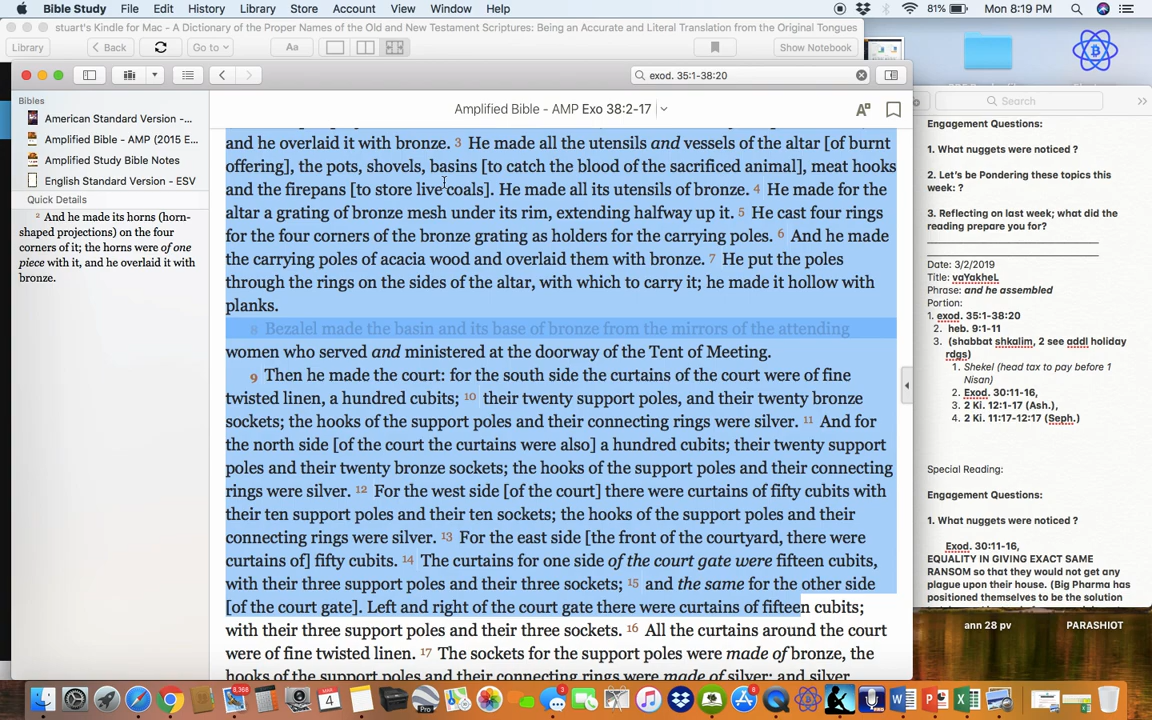 Bible Study File Edit History Library Store Account View Window Help 81% Mon 8:19 PM
stuart's Kindle for Mac - A Dictionary of the Proper Names of the Old and New Testament Scriptures: Being an Accurate and Literal Translation from the Original Tongues
Library Back Go to Aa Show Notebook
exod. 35:1-38:20
Search
Bibles
American Standard Version -...
Amplified Bible - AMP (2015 E...
Amplified Study Bible Notes
English Standard Version - ESV
Quick Details
2 And he made its horns (horn-
shaped projections) on the four
corners of it; the horns were of one
piece with it, and he overlaid it with
bronze.
Amplified Bible - AMP Exo 38:2-17
and he overlaid it with bronze. 3 He made all the utensils and vessels of the altar [of burnt
offering], the pots, shovels, basins [to catch the blood of the sacrificed animal], meat hooks
and the firepans [to store live coals]. He made all its utensils of bronze. 4 He made for the
altar a grating of bronze mesh under its rim, extending halfway up it. 5 He cast four rings
for the four corners of the bronze grating as holders for the carrying poles. 6 And he made
the carrying poles of acacia wood and overlaid them with bronze. 7 He put the poles
through the rings on the sides of the altar, with which to carry it; he made it hollow with
planks.
8 Bezalel made the basin and its base of bronze from the mirrors of the attending
women who served and ministered at the doorway of the Tent of Meeting.
9 Then he made the court: for the south side the curtains of the court were of fine
twisted linen, a hundred cubits; 10 their twenty support poles, and their twenty bronze
sockets; the hooks of the support poles and their connecting rings were silver. 11 And for
the north side [of the court the curtains were also] a hundred cubits; their twenty support
poles and their twenty bronze sockets; the hooks of the support poles and their connecting
rings were silver. 12 For the west side [of the court] there were curtains of fifty cubits with
their ten support poles and their ten sockets; the hooks of the support poles and their
connecting rings were silver. 13 For the east side [the front of the courtyard, there were
curtains of] fifty cubits. 14 The curtains for one side of the court gate were fifteen cubits,
with their three support poles and their three sockets; 15 and the same for the other side
[of the court gate]. Left and right of the court gate there were curtains of fifteen cubits;
with their three support poles and their three sockets. 16 All the curtains around the court
were of fine twisted linen. 17 The sockets for the support poles were made of bronze, the
hooks of the support poles and their connecting rings were made of silver; and silver
Engagement Questions:
1. What nuggets were noticed ?
2. Let's be Pondering these topics this
week: ?
3. Reflecting on last week; what did the
reading prepare you for?
Date: 3/2/2019
Title: vaYakheL
Phrase: and he assembled
Portion:
1. exod. 35:1-38:20
2. heb. 9:1-11
3. (shabbat shkalim, 2 see addl holiday
rdgs)
1. Shekel (head tax to pay before 1
Nisan)
2. Exod. 30:11-16,
3. 2 Ki. 12:1-17 (Ash.),
4. 2 Ki. 11:17-12:17 (Seph.)
Special Reading:
Engagement Questions:
1. What nuggets were noticed ?
Exod. 30:11-16,
EQUALITY IN GIVING EXACT SAME
RANSOM so that they would not get any
plague upon their house. (Big Pharma has
positioned themselves to be the solution
ann 28 pv PARASHIOT
8,368
4
3
8